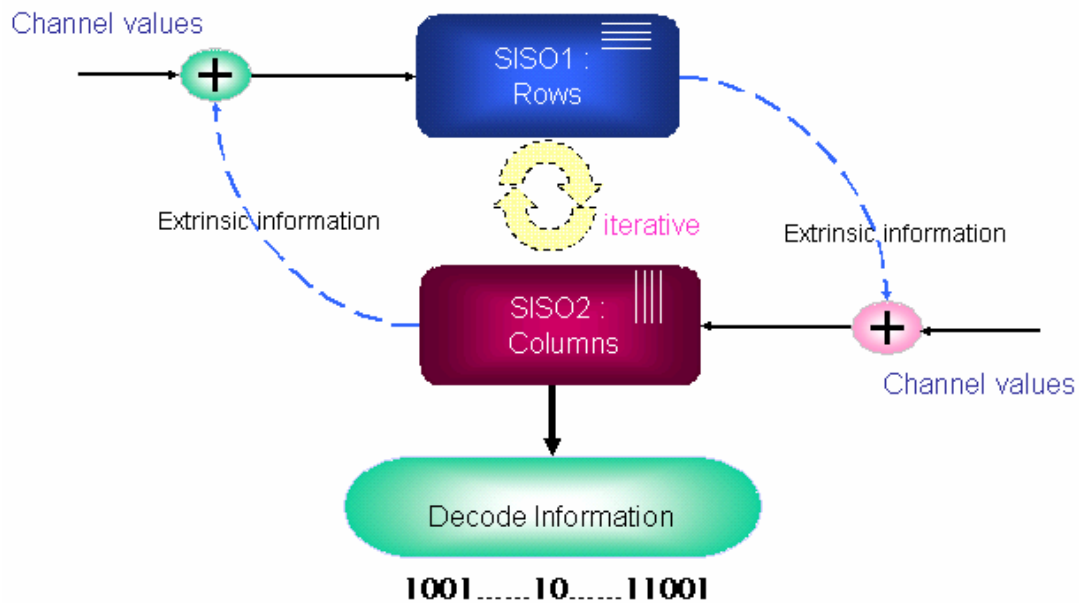 Channel values
SISO1 :
Rows
Extrinsic information
iterative
Extrinsic information
SISO2 :
Columns
Channel values
Decode Information
1001......10......11001